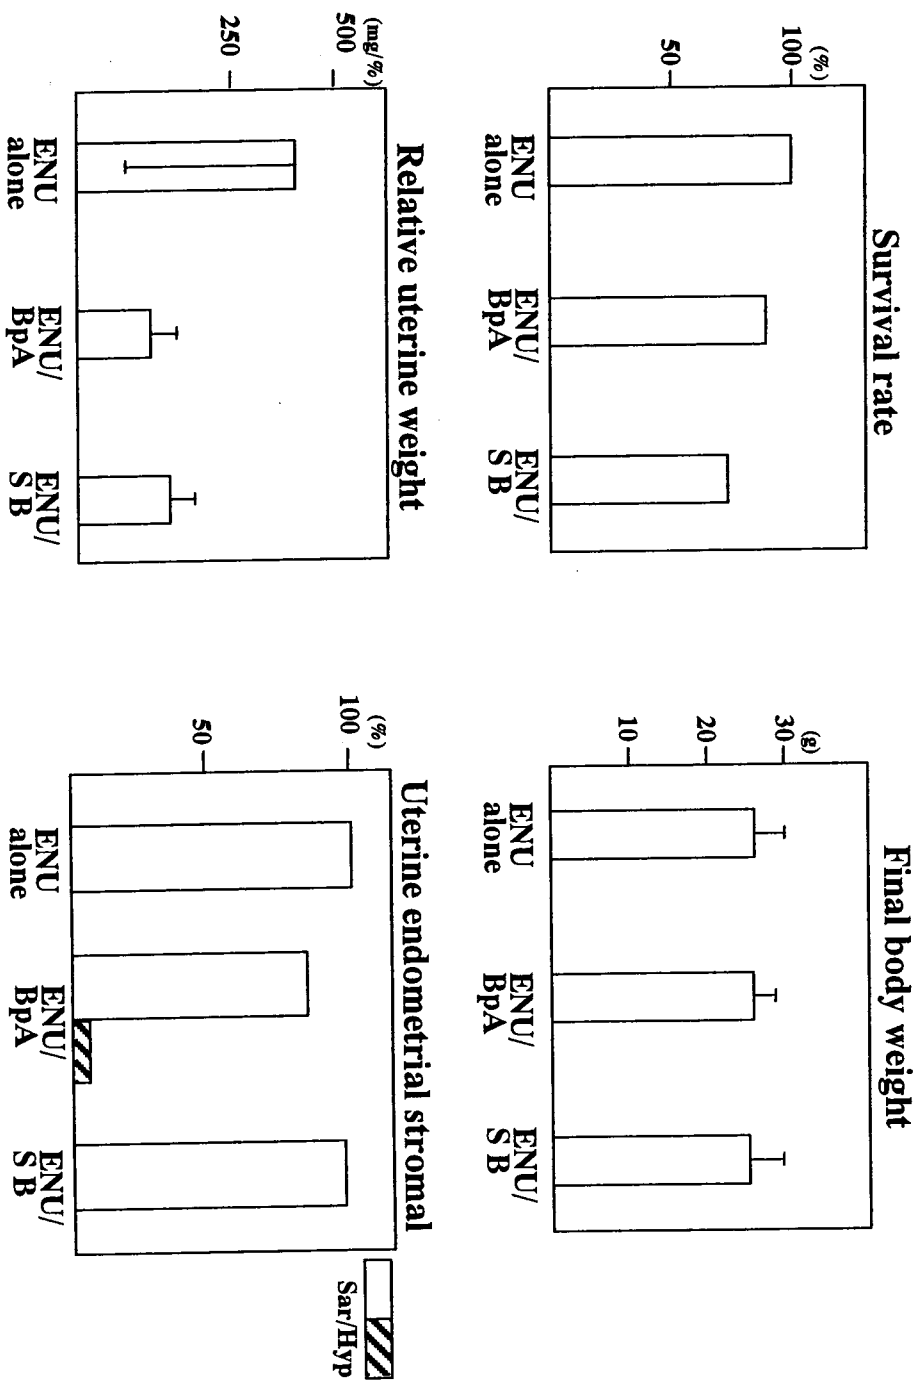 Survival rate
(%)
100
50
ENU
alone
ENU/
BpA
ENU/
S B
Final body weight
(g)
30
20
10
ENU
alone
ENU/
BpA
ENU/
S B
Relative uterine weight
(mg/%)
500
250
ENU
alone
ENU/
BpA
ENU/
S B
Uterine endometrial stromal
Sar/Hyp
(%)
100
50
ENU
alone
ENU/
BpA
ENU/
S B